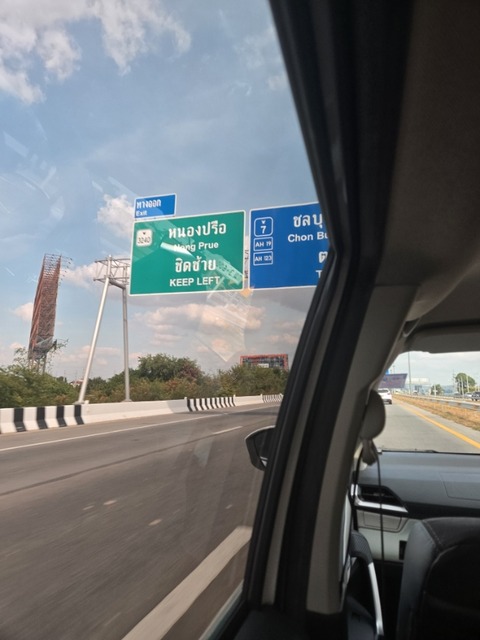 ทางออก
EXIT
3240
หนองปรือ
Nong Prue
ชิดซ้าย
KEEP LEFT
7
AH 19
AH 123
ชลบุ
Chon Bu
ต
T